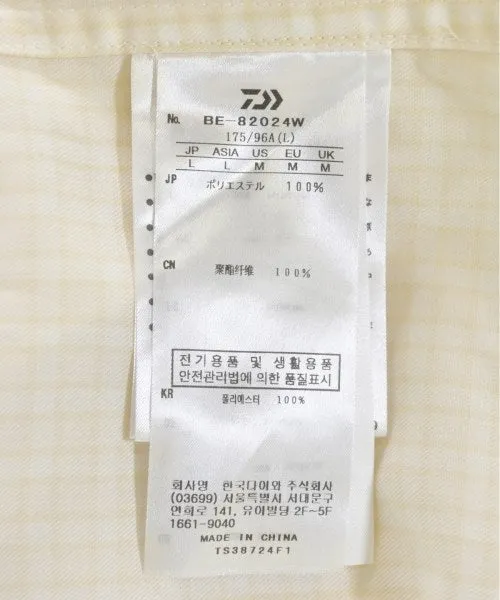 No. BE-82024W
175/96A(L)
JP ASIA US EU UK
L L M M M
JP ポリエステル 100%
CN 聚酯纤维 100%
전기용품 및 생활용품
안전관리법에 의한 품질표시
KR 폴리에스터 100%
회사명 한국다이와 주식회사
(03699) 서울특별시 서대문구
연희로 141, 유아빌딩 2F~5F
1661-9040
MADE IN CHINA
TS38724F1